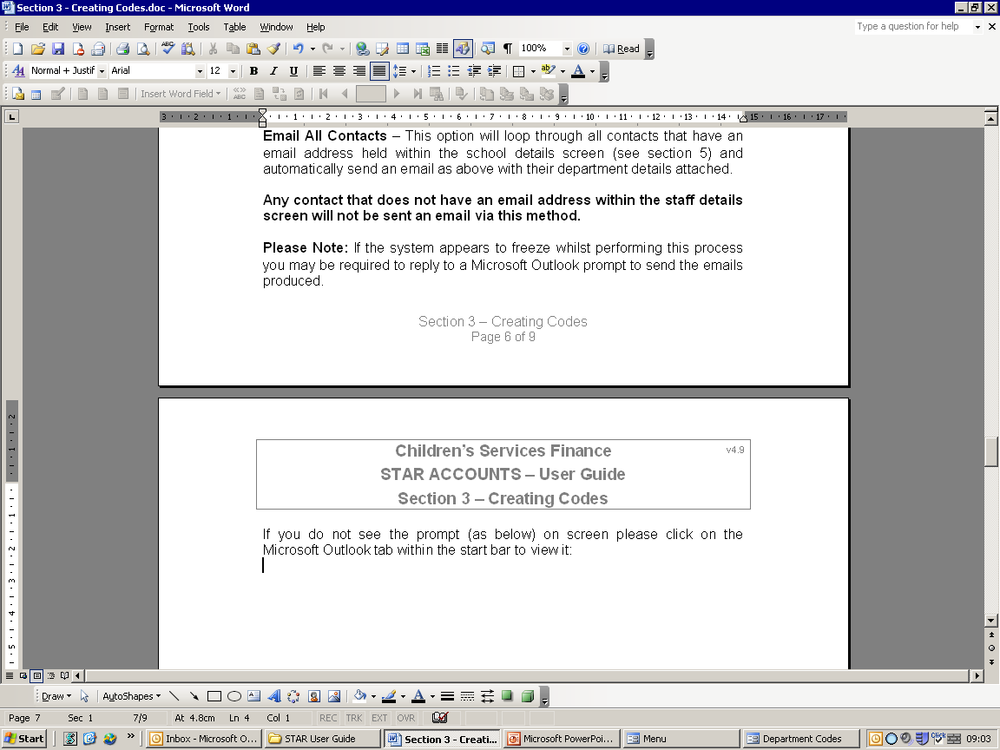 Section 3 - Creating Codes.doc - Microsoft Word
File Edit View Insert Format Tools Table Window Help
Type a question for help
100%
Read
Normal + Justif
Arial
12
B I U
Insert Word Field
3 2 1 1 2 3 4 5 6 7 8 9 10 11 12 13 14 15 16 17
Email All Contacts – This option will loop through all contacts that have an
email address held within the school details screen (see section 5) and
automatically send an email as above with their department details attached.
Any contact that does not have an email address within the staff details
screen will not be sent an email via this method.
Please Note: If the system appears to freeze whilst performing this process
you may be required to reply to a Microsoft Outlook prompt to send the emails
produced.
Section 3 – Creating Codes
Page 6 of 9
Children's Services Finance
v4.9
STAR ACCOUNTS – User Guide
Section 3 – Creating Codes
If you do not see the prompt (as below) on screen please click on the
Microsoft Outlook tab within the start bar to view it:
Draw
AutoShapes
Page 7 Sec 1 7/9 At 4.8cm Ln 4 Col 1 REC TRK EXT OVR
Start
Inbox - Microsoft O...
STAR User Guide
Section 3 - Creati...
Microsoft PowerPoi...
Menu
Department Codes
09:03